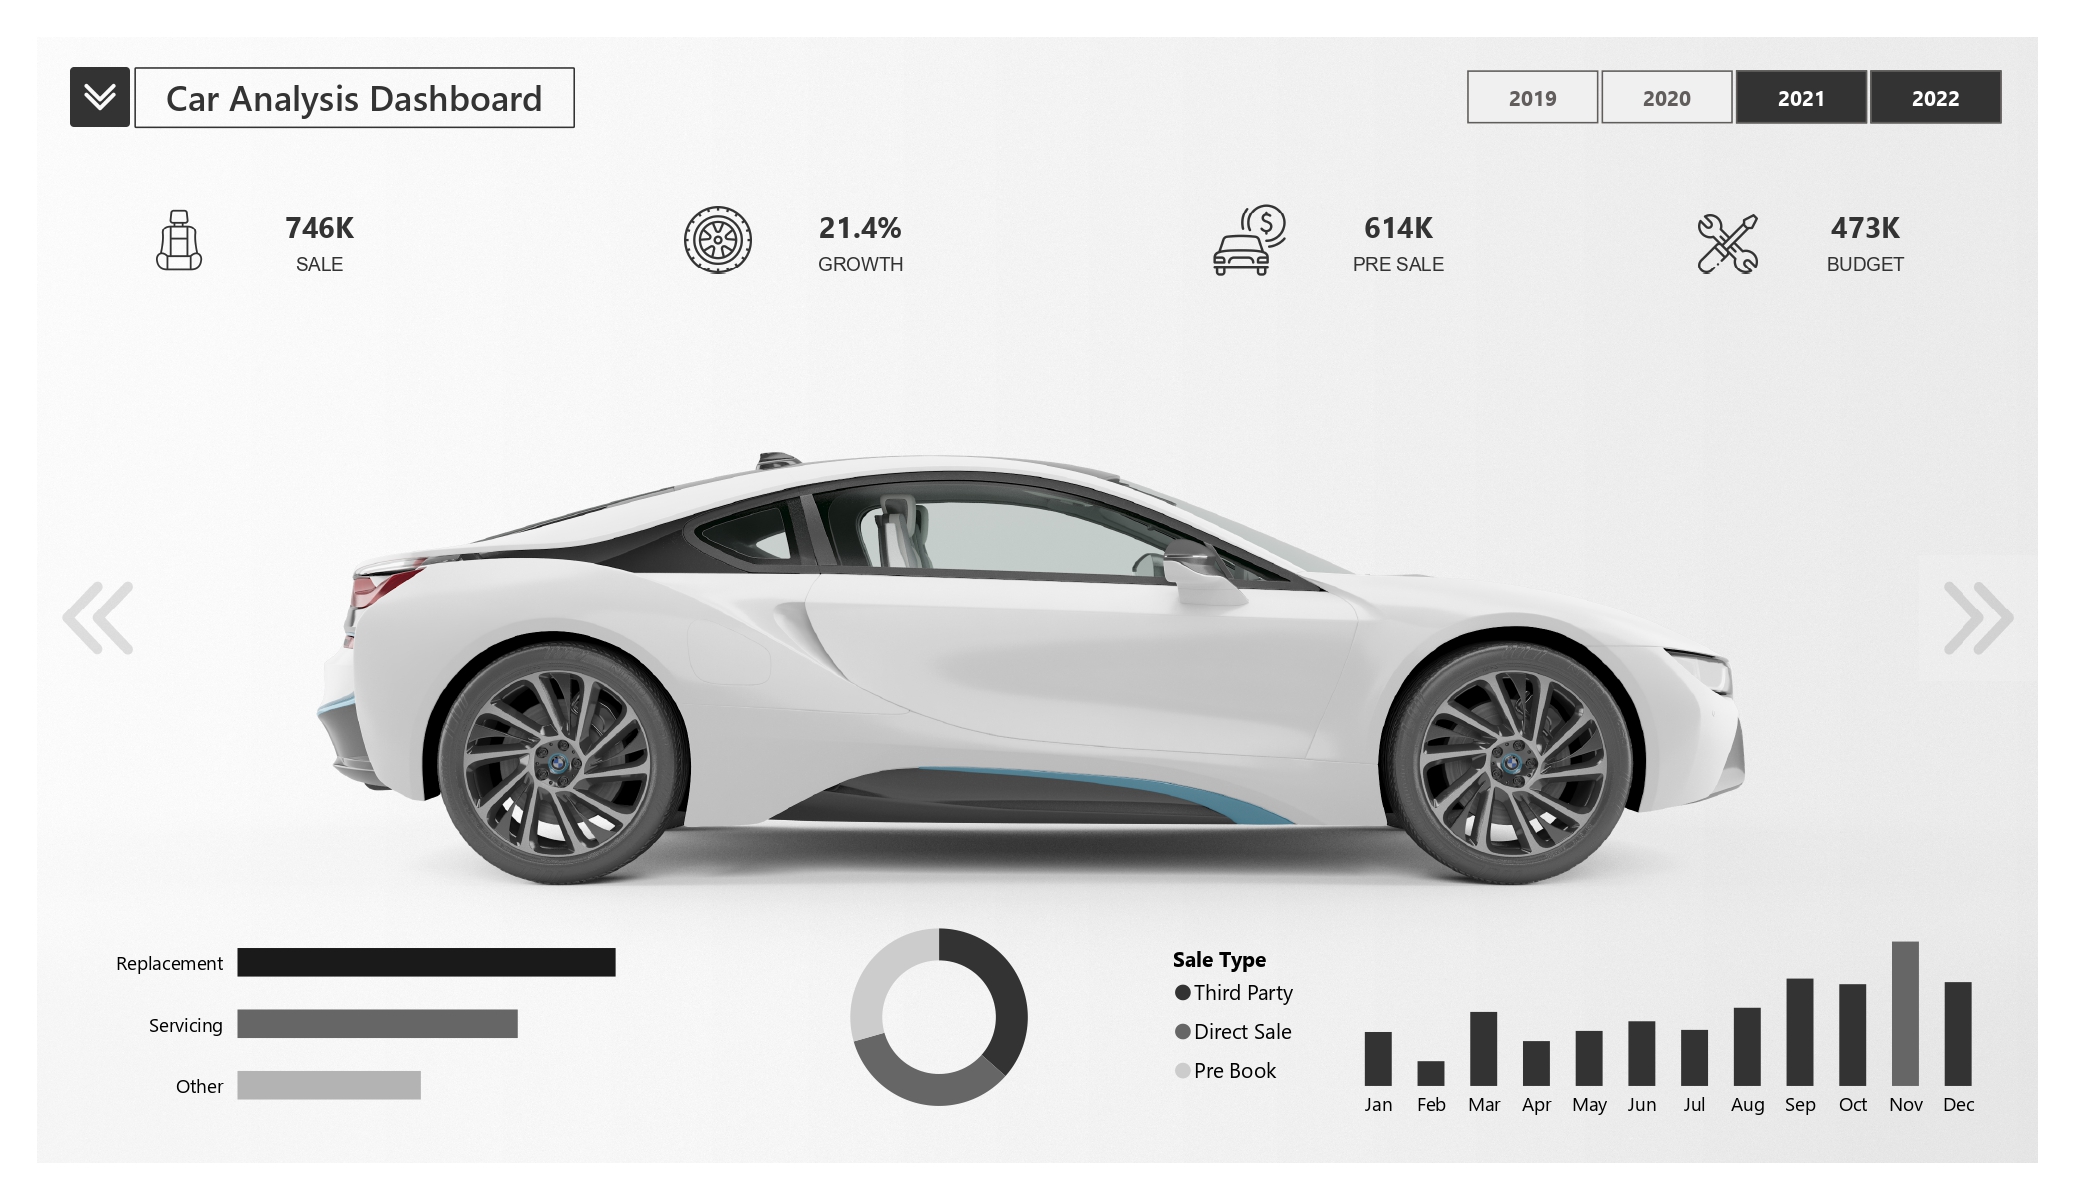 Car Analysis Dashboard
2019 2020 2021 2022
746K 21.4% 614K 473K
SALE GROWTH PRE SALE BUDGET
Replacement
Servicing
Other
Sale Type
Third Party
Direct Sale
Pre Book
Jan Feb Mar Apr May Jun Jul Aug Sep Oct Nov Dec